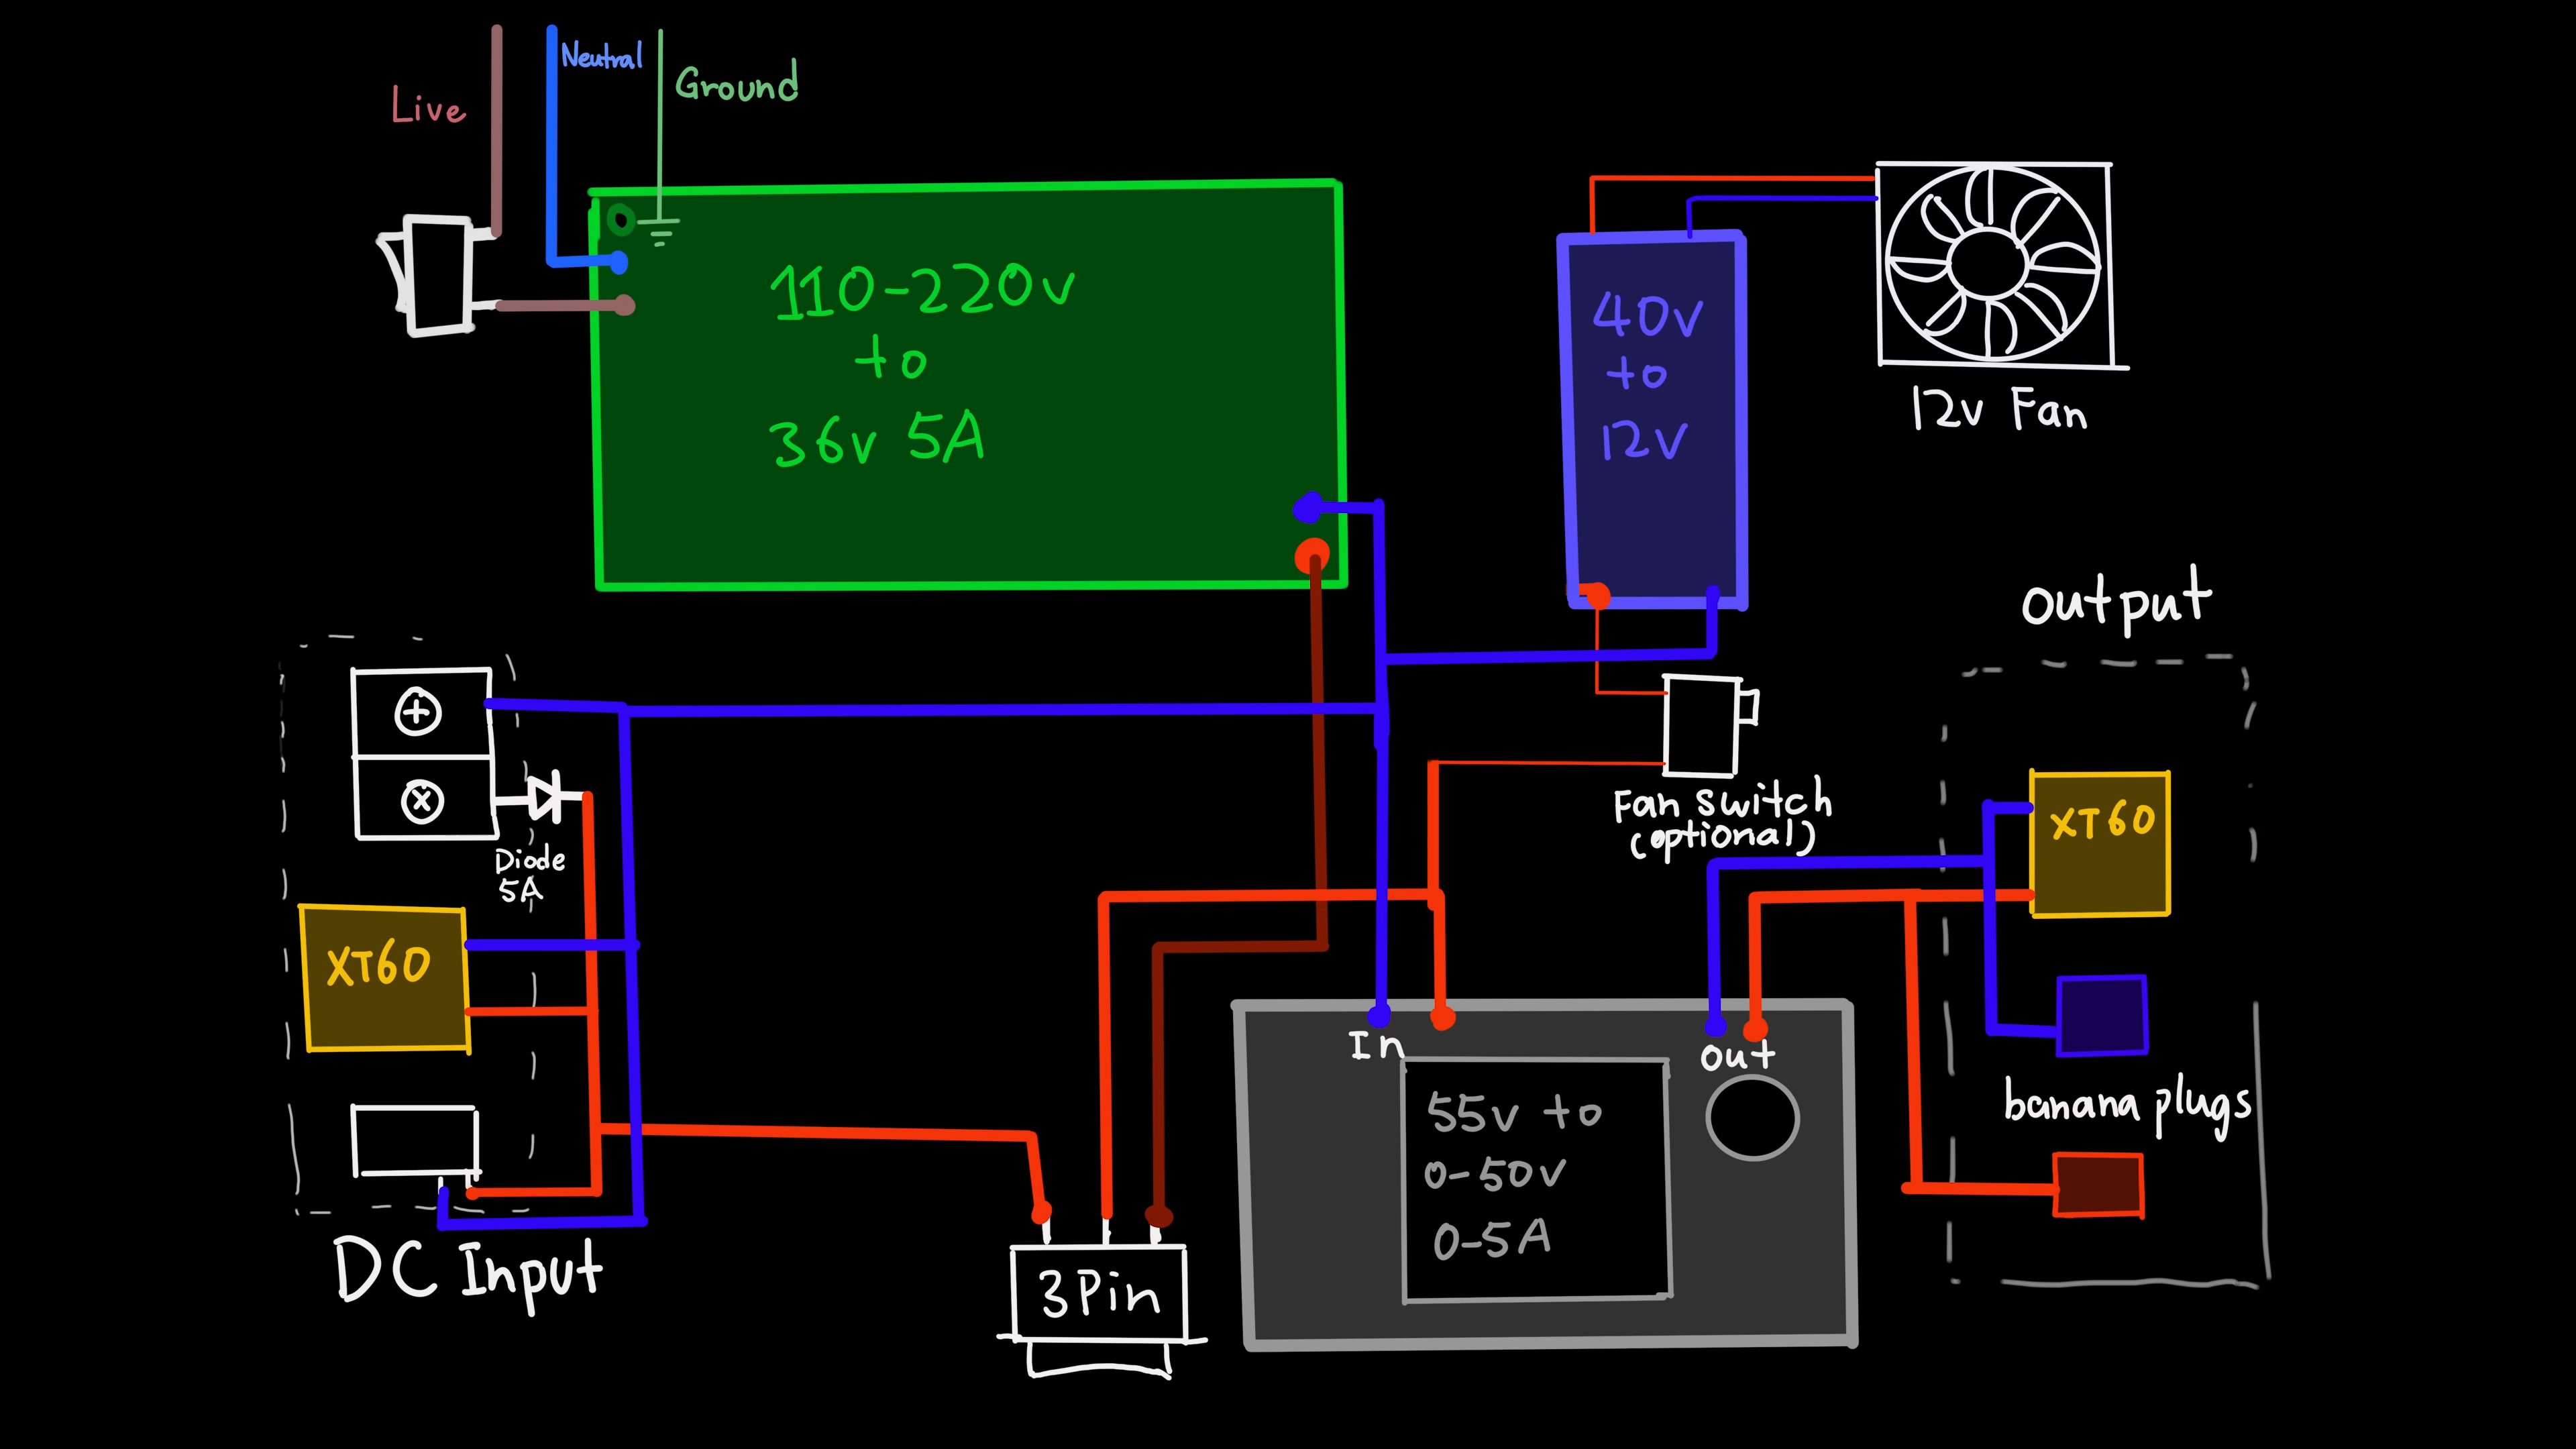 Live
Neutral
Ground
110-220v
to
36v 5A
40v
to
12v
12v Fan
output
Fan switch
(optional)
XT60
banana plugs
Diode
5A
XT60
DC Input
3Pin
In
out
55v to
0-50v
0-5A